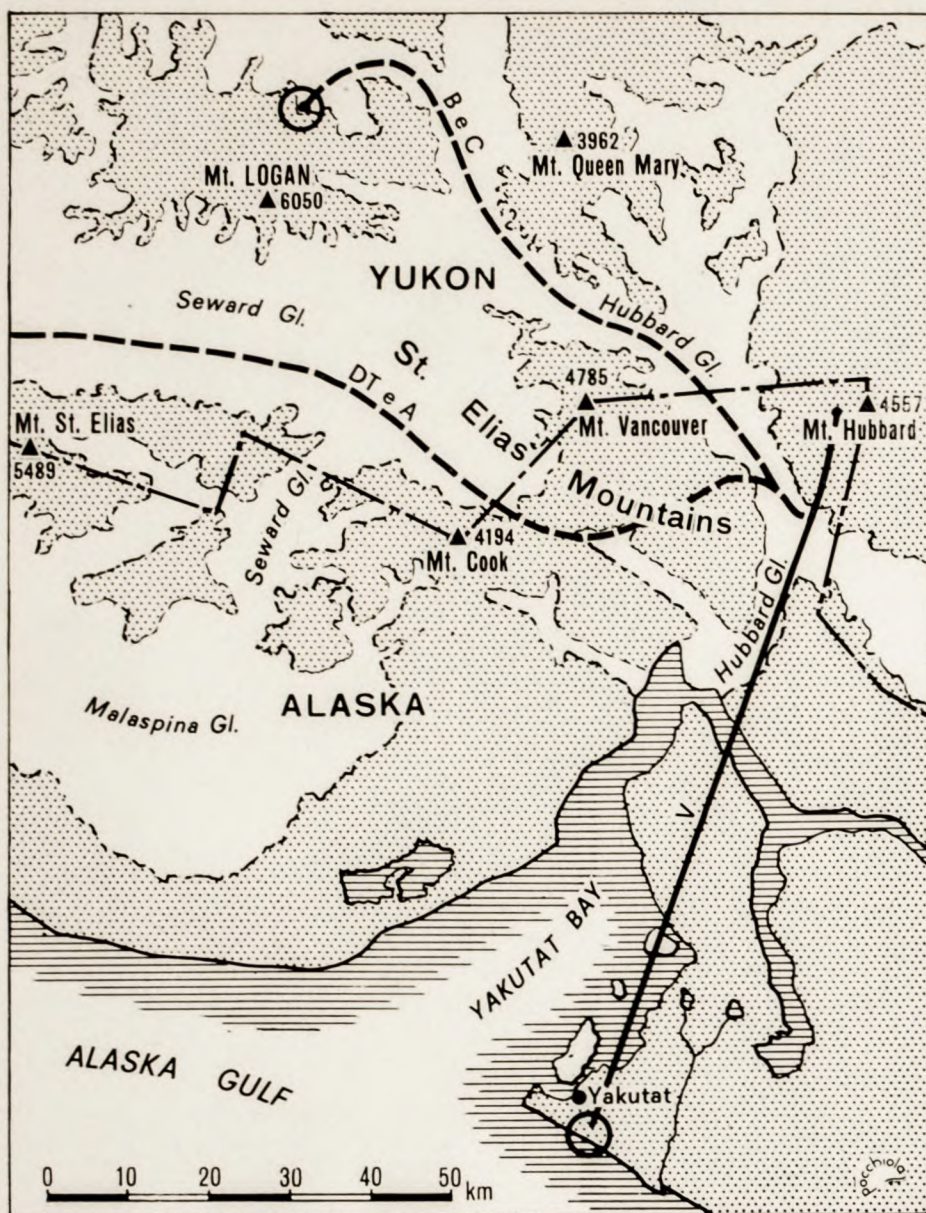 BeC
▲ 3962
Mt. Queen Mary
Mt. LOGAN
▲ 6050
YUKON
Seward Gl.
Hubbard Gl.
St. Elias Mountains
DTeA
4785
▲
Mt. Vancouver
▲ 4557
Mt. Hubbard
Mt. St. Elias
▲
5489
Seward Gl.
▲ 4194
Mt. Cook
Hubbard Gl.
Malaspina Gl.
ALASKA
V
YAKUTAT BAY
ALASKA GULF
Yakutat
0 10 20 30 40 50 km
Pocchiola